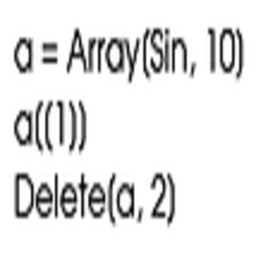 a = Array(Sin, 10)
a((1))
Delete(a, 2)